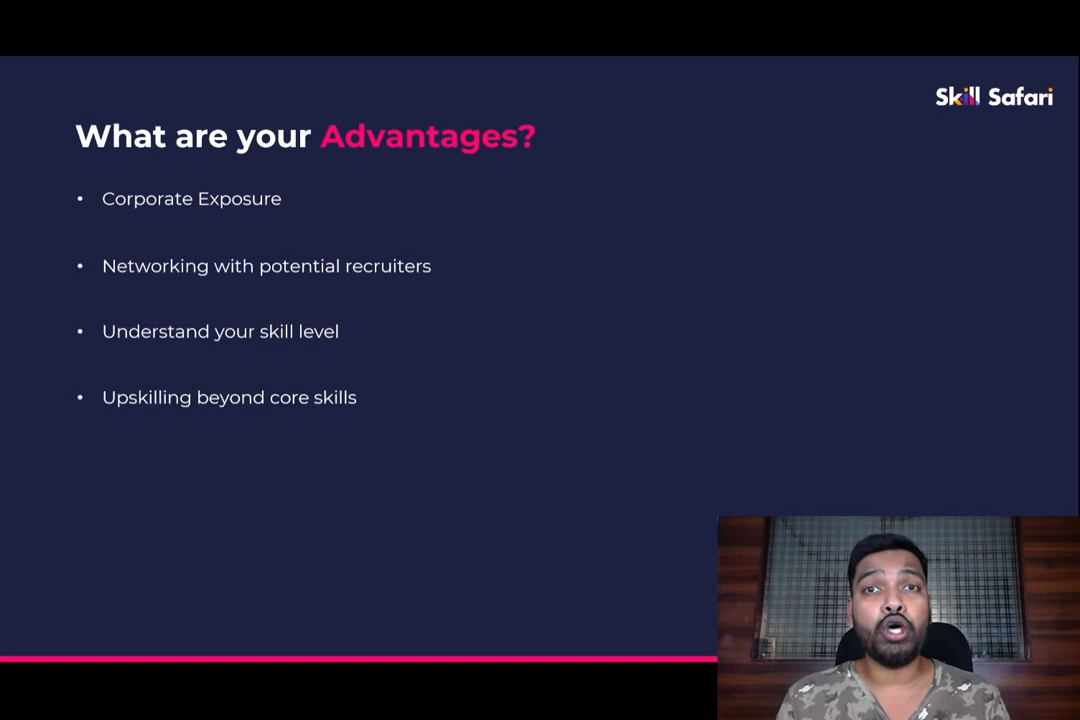 Skill Safari
What are your Advantages?
• Corporate Exposure
• Networking with potential recruiters
• Understand your skill level
• Upskilling beyond core skills